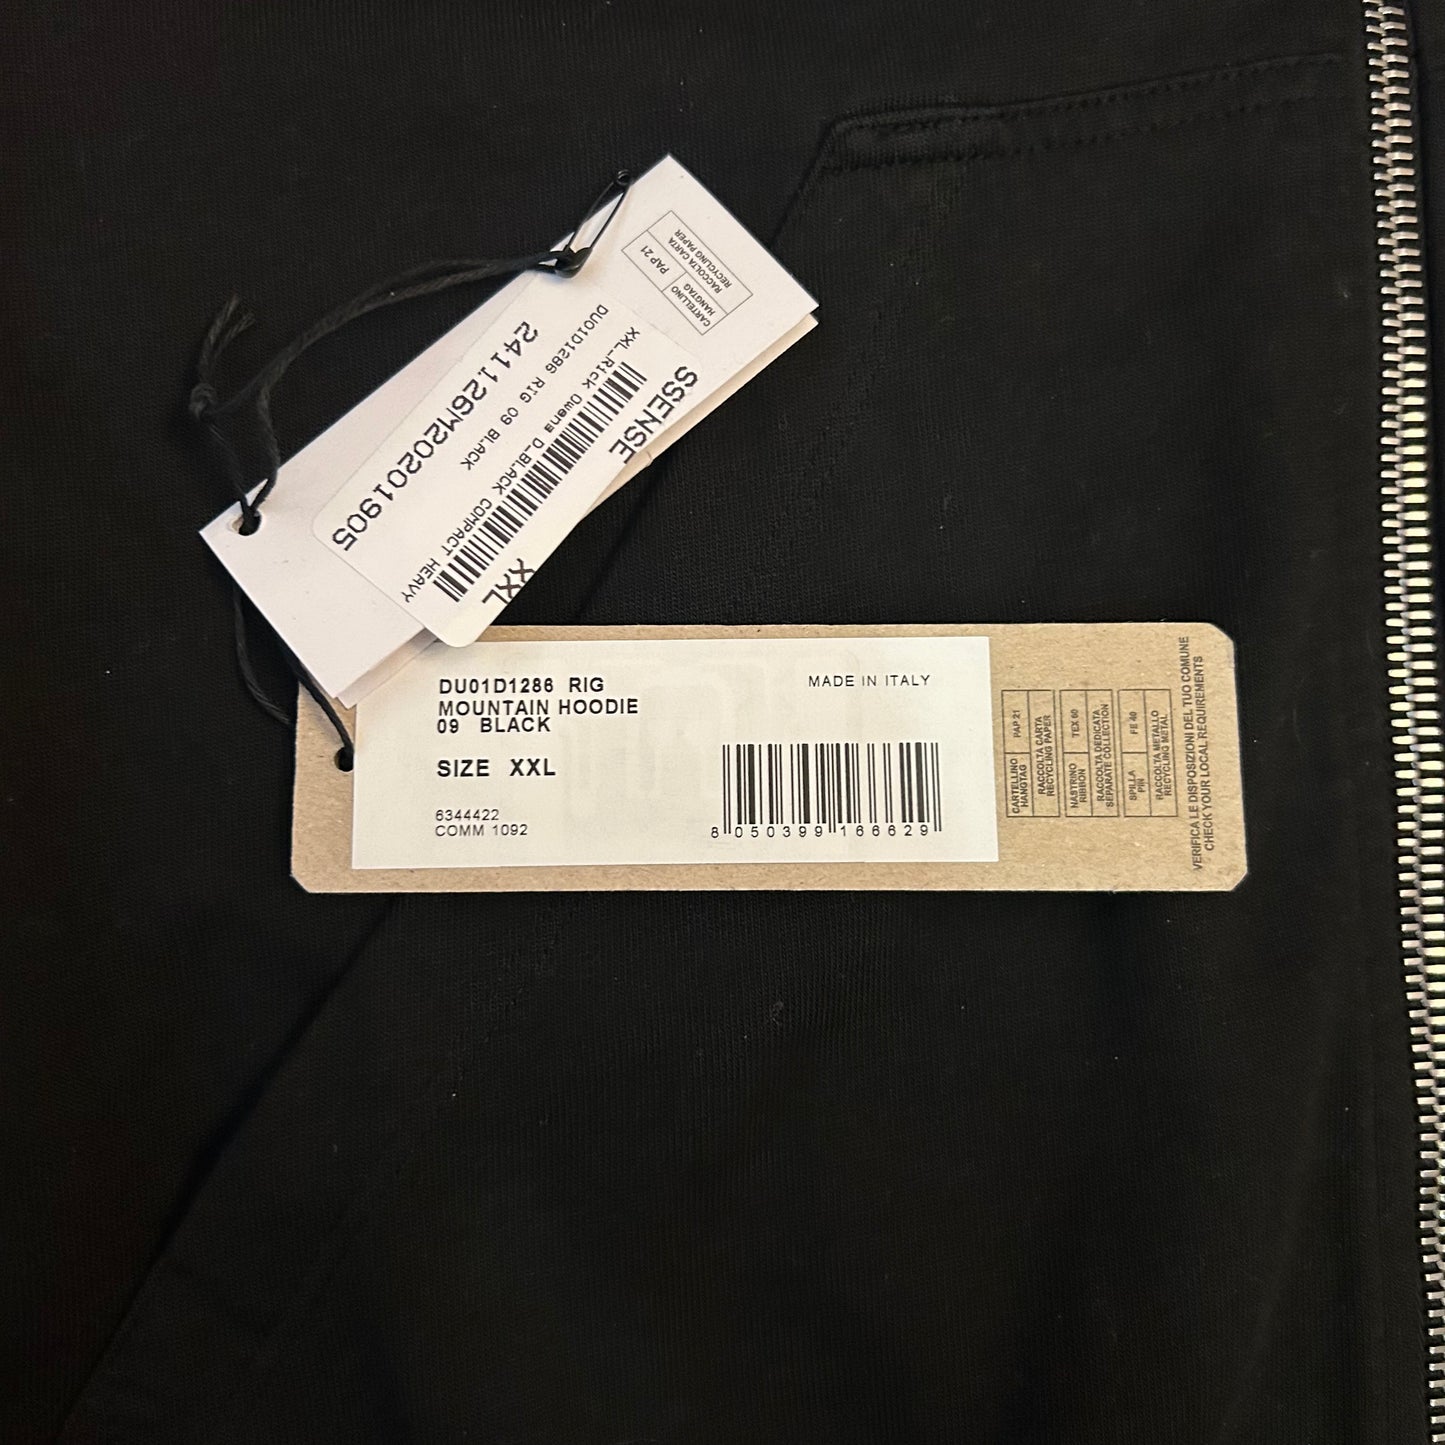 SSENSE
XXL
XXL_Rick Owens D_BLACK COMPACT HEAVY
DU01D1286 RIG 09 BLACK
241126M20201905
CARTELLINO
HANGTAG
PAP 21
RACCOLTA CARTA
RECYCLING PAPER
DU01D1286 RIG
MOUNTAIN HOODIE
09 BLACK
SIZE XXL
6344422
COMM 1092
MADE IN ITALY
8 050399 166629
CARTELLINO
HANGTAG
PAP 21
RACCOLTA CARTA
RECYCLING PAPER
NASTRINO
RIBBON
TEX 60
RACCOLTA DEDICATA
SEPARATE COLLECTION
SPILLA
PIN
FE 40
RACCOLTA METALLO
RECYCLING METAL
VERIFICA LE DISPOSIZIONI DEL TUO COMUNE
CHECK YOUR LOCAL REQUIREMENTS